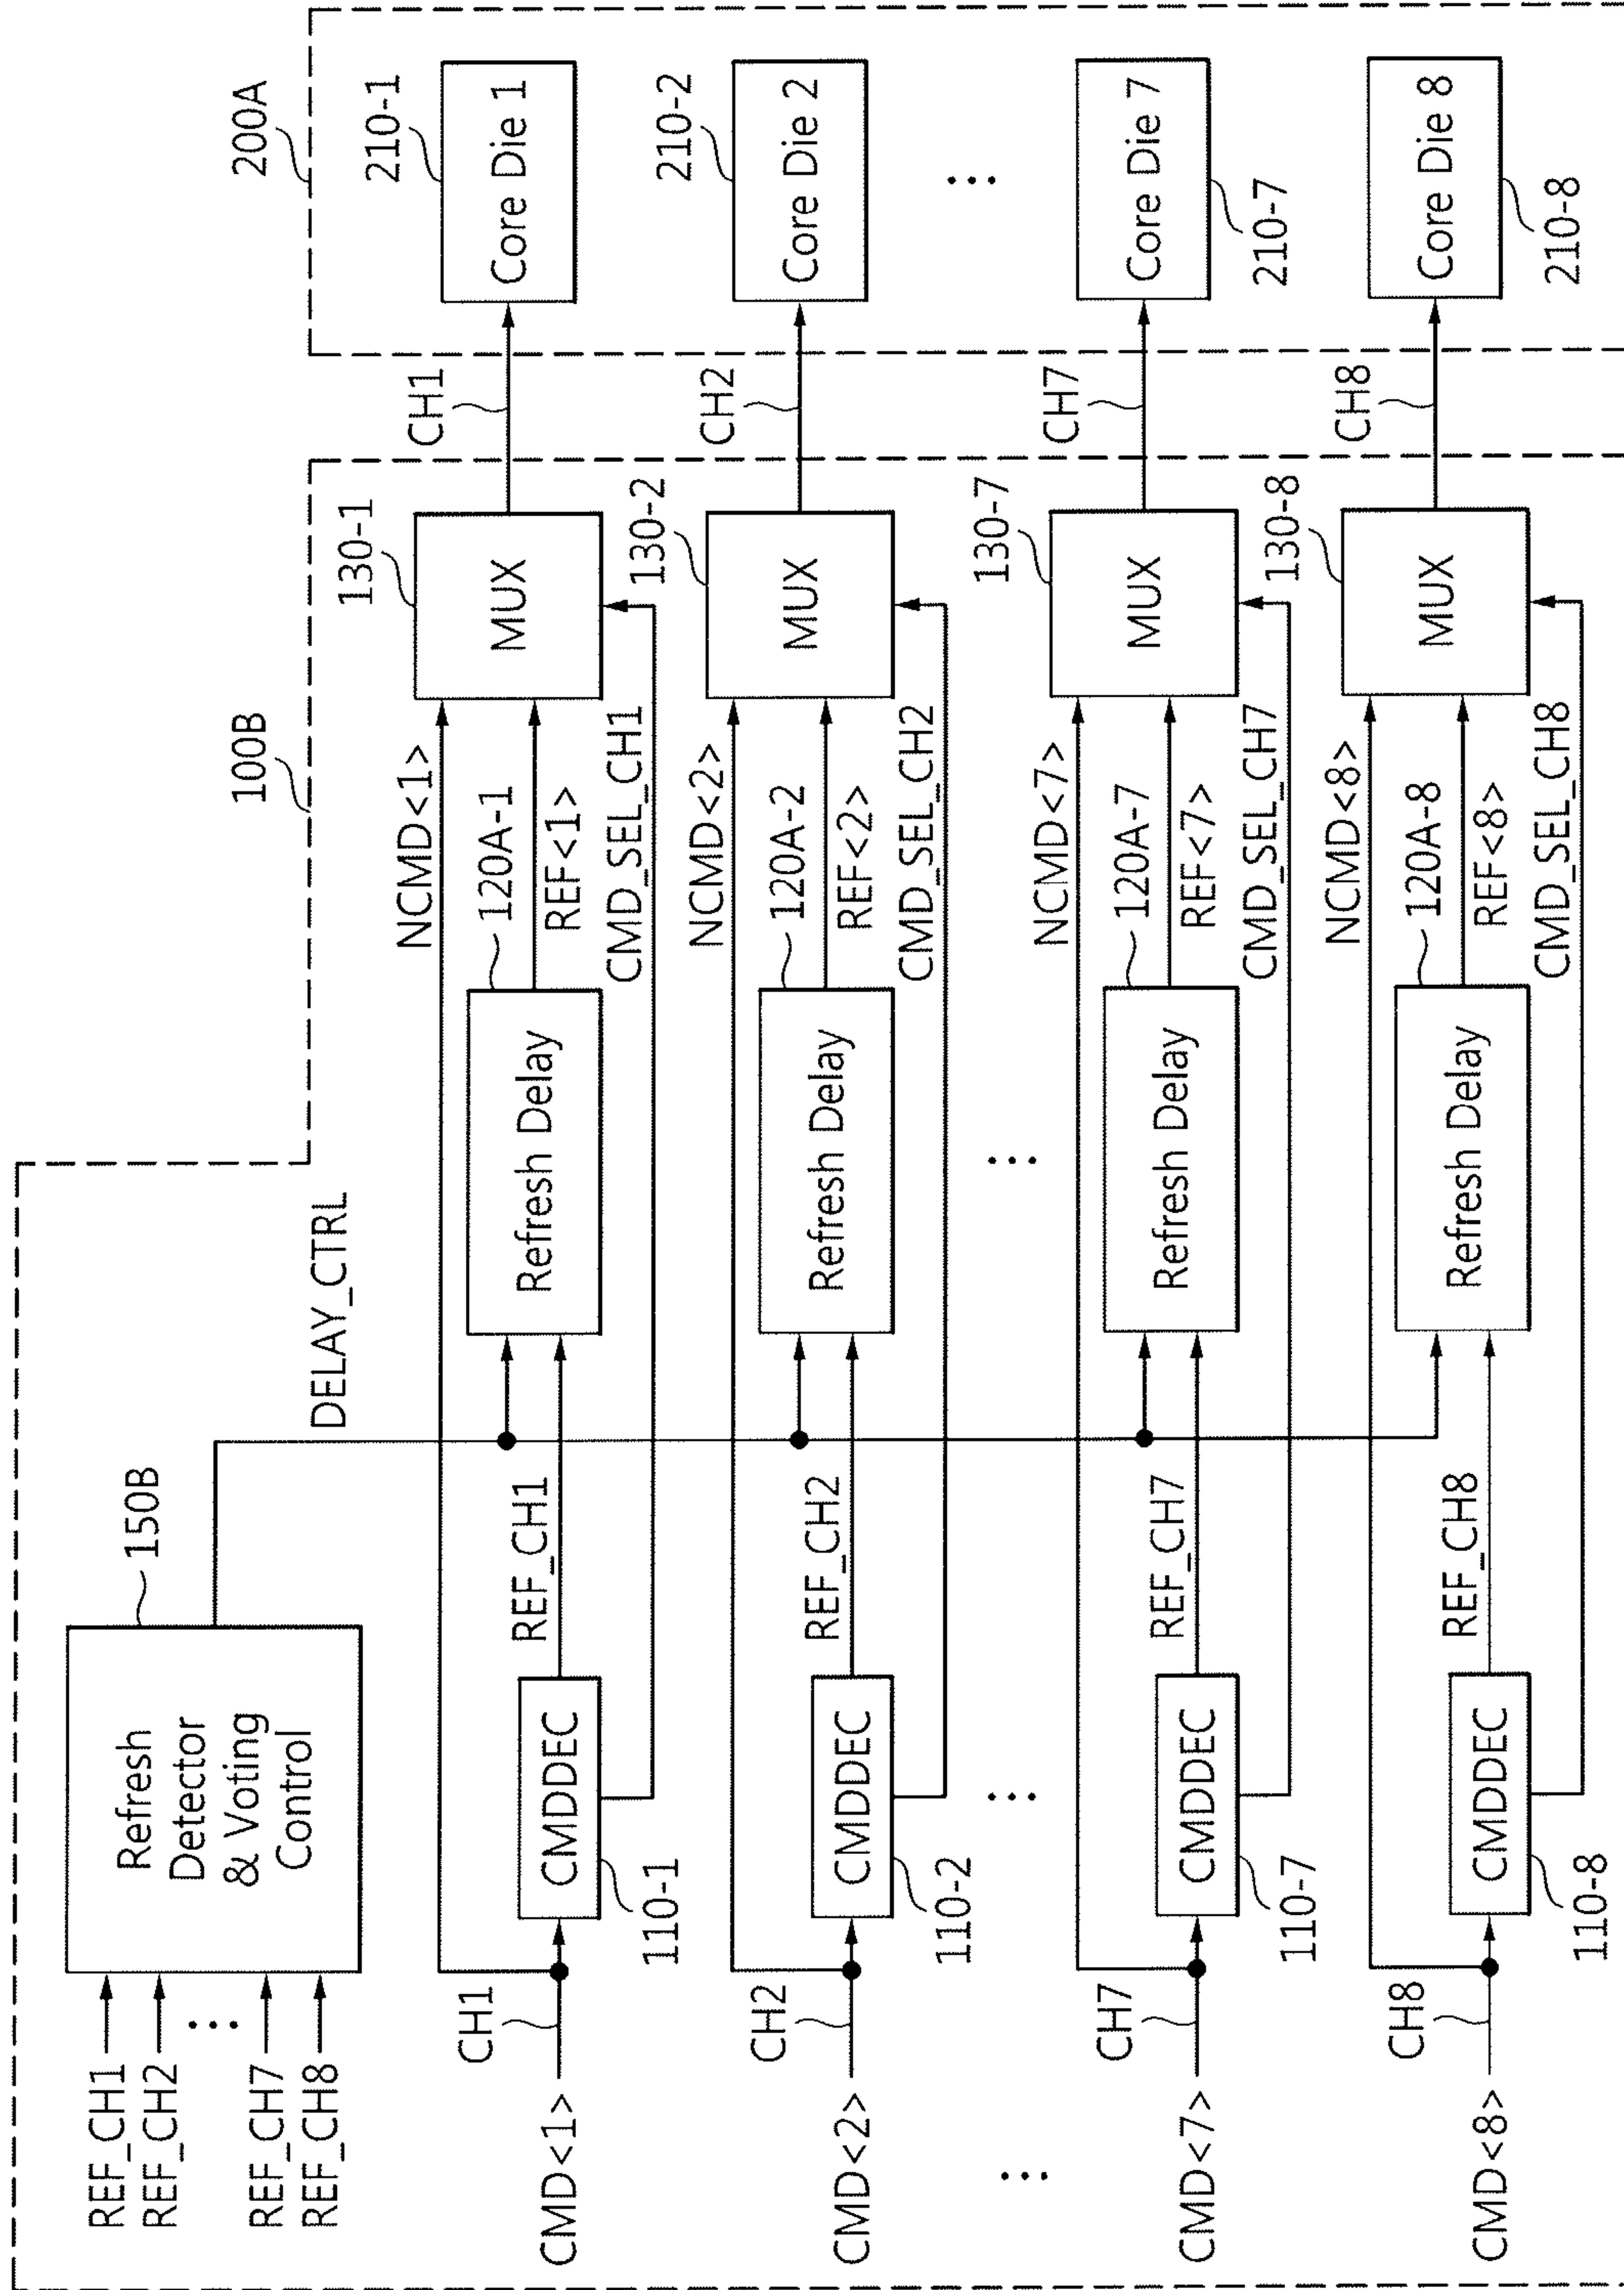 REF_CH1
REF_CH2
...
REF_CH7
REF_CH8
Refresh
Detector
& Voting
Control
150B
DELAY_CTRL
100B
200A
CMD<1>
CH1
CMDDEC
110-1
REF_CH1
Refresh Delay
120A-1
NCMD<1>
REF<1>
CMD_SEL_CH1
MUX
130-1
CH1
Core Die 1
210-1
CMD<2>
CH2
CMDDEC
110-2
REF_CH2
Refresh Delay
120A-2
NCMD<2>
REF<2>
CMD_SEL_CH2
MUX
130-2
CH2
Core Die 2
210-2
...
...
...
...
CMD<7>
CH7
CMDDEC
110-7
REF_CH7
Refresh Delay
120A-7
NCMD<7>
REF<7>
CMD_SEL_CH7
MUX
130-7
CH7
Core Die 7
210-7
CMD<8>
CH8
CMDDEC
110-8
REF_CH8
Refresh Delay
120A-8
NCMD<8>
REF<8>
CMD_SEL_CH8
MUX
130-8
CH8
Core Die 8
210-8